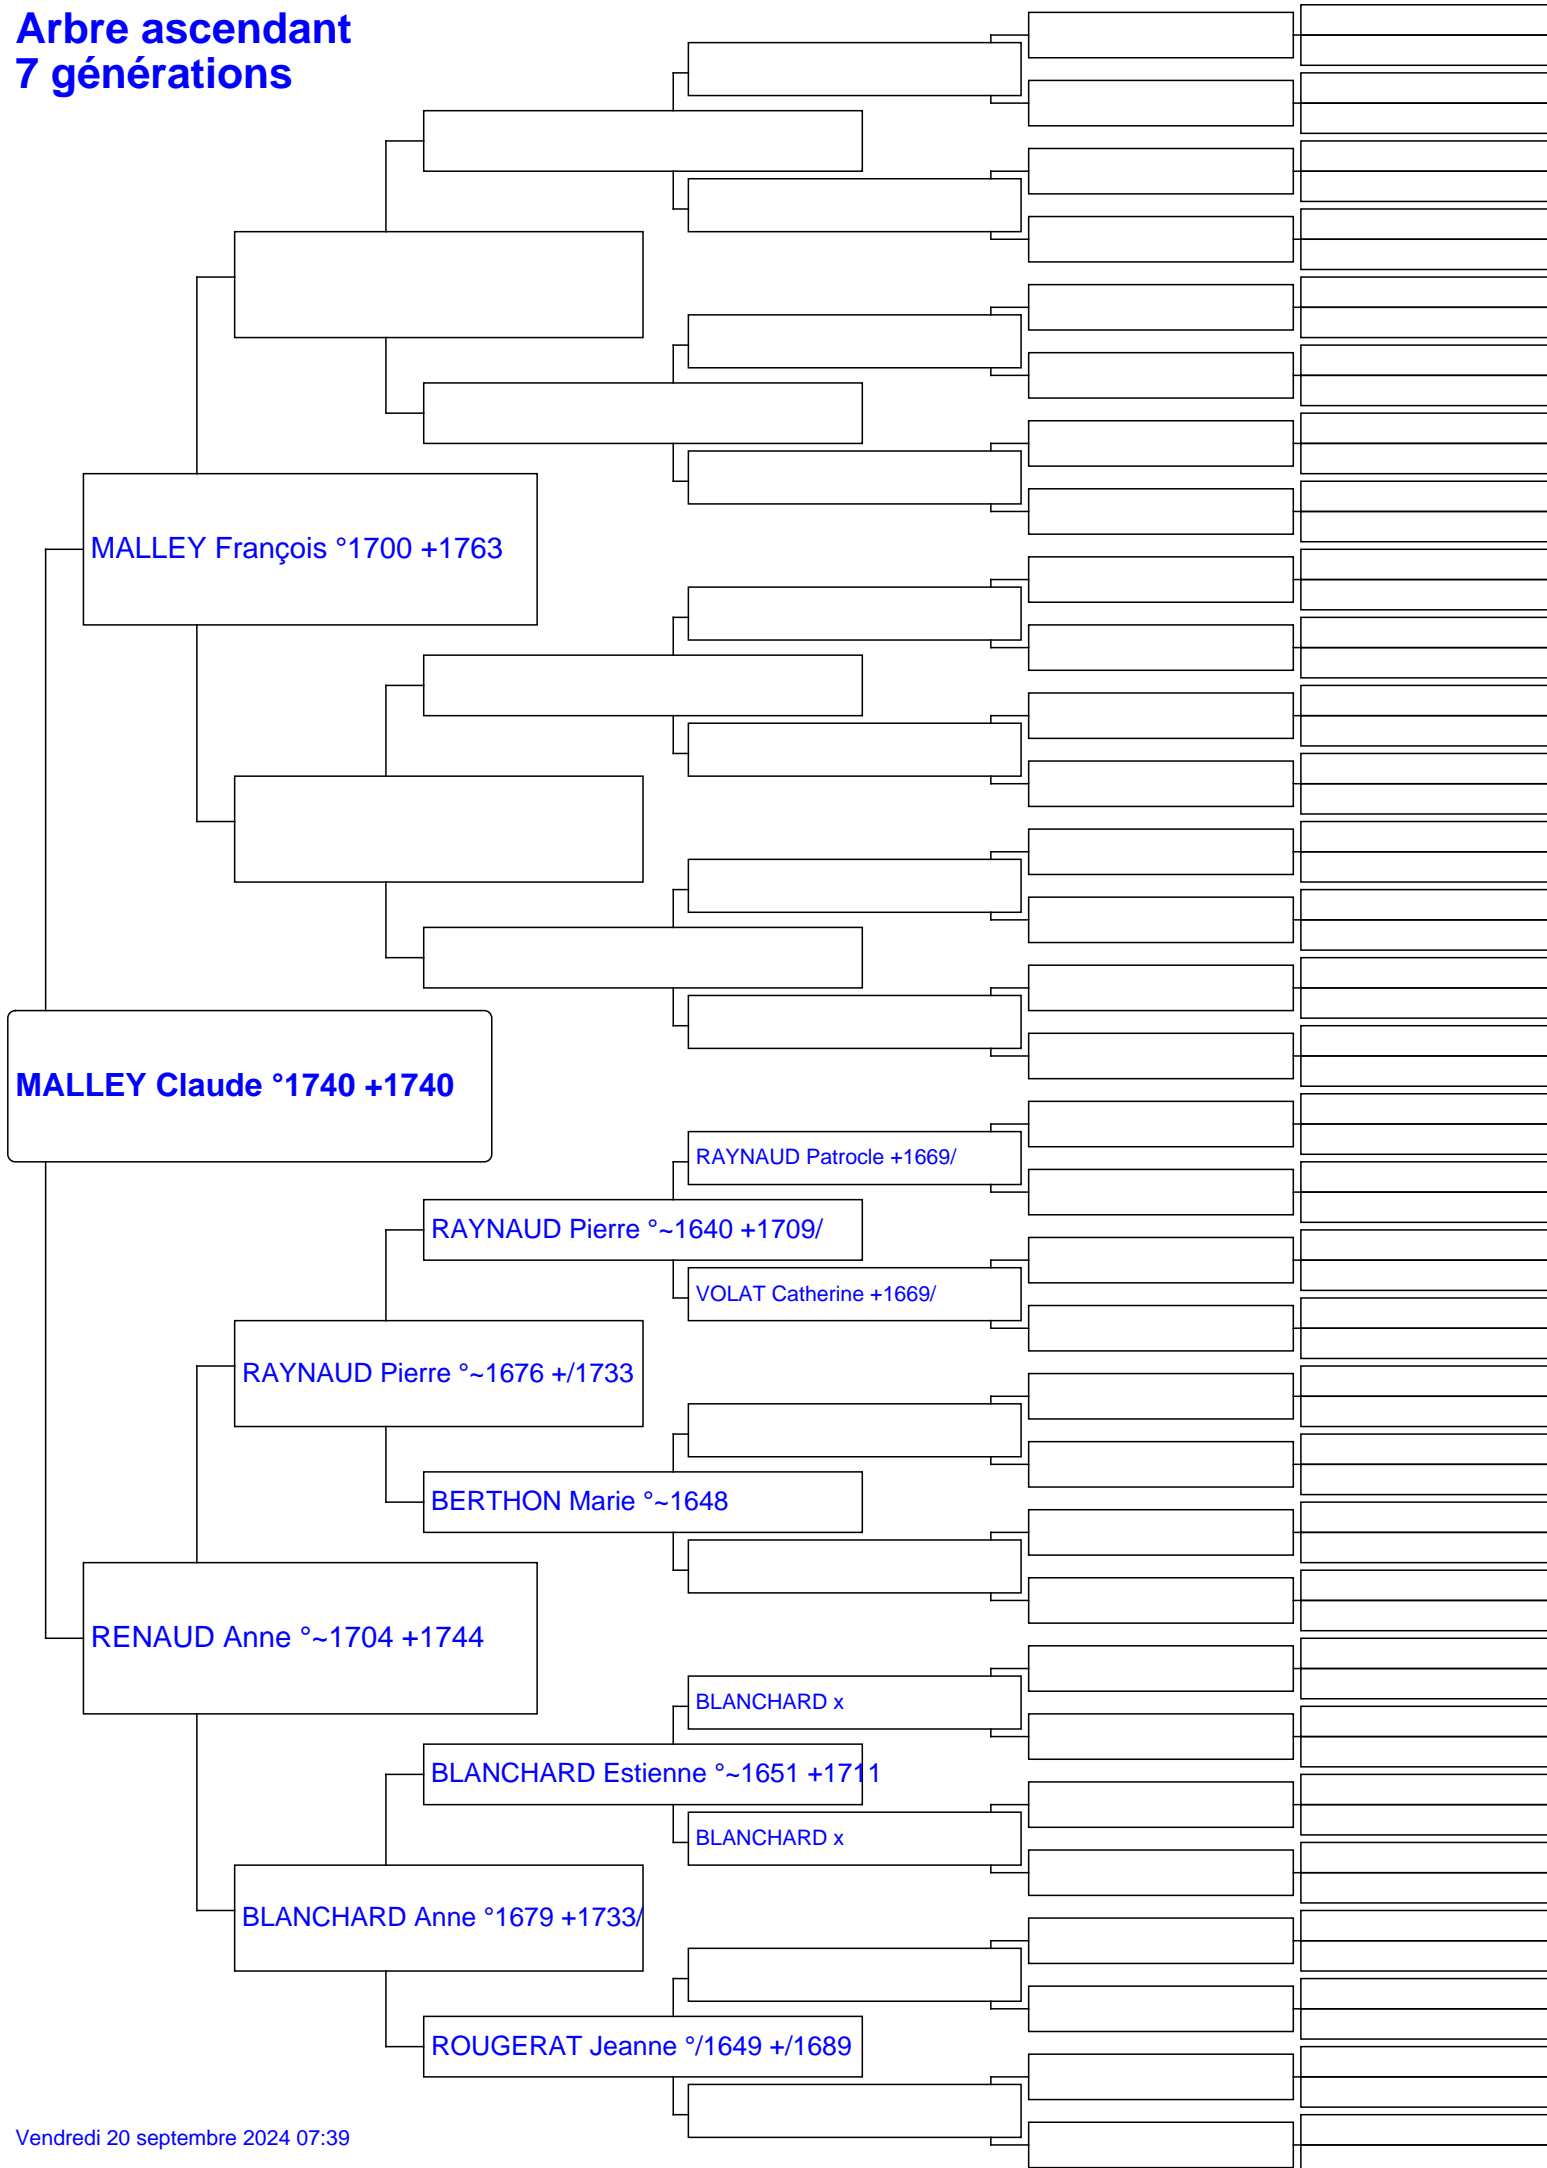 Arbre ascendant
7 générations
MALLEY François °1700 +1763
MALLEY Claude °1740 +1740
RAYNAUD Patrocle +1669/
RAYNAUD Pierre °~1640 +1709/
VOLAT Catherine +1669/
RAYNAUD Pierre °~1676 +/1733
BERTHON Marie °~1648
RENAUD Anne °~1704 +1744
BLANCHARD x
BLANCHARD Estienne °~1651 +1711
BLANCHARD x
BLANCHARD Anne °1679 +1733/
ROUGERAT Jeanne °/1649 +/1689
Vendredi 20 septembre 2024 07:39